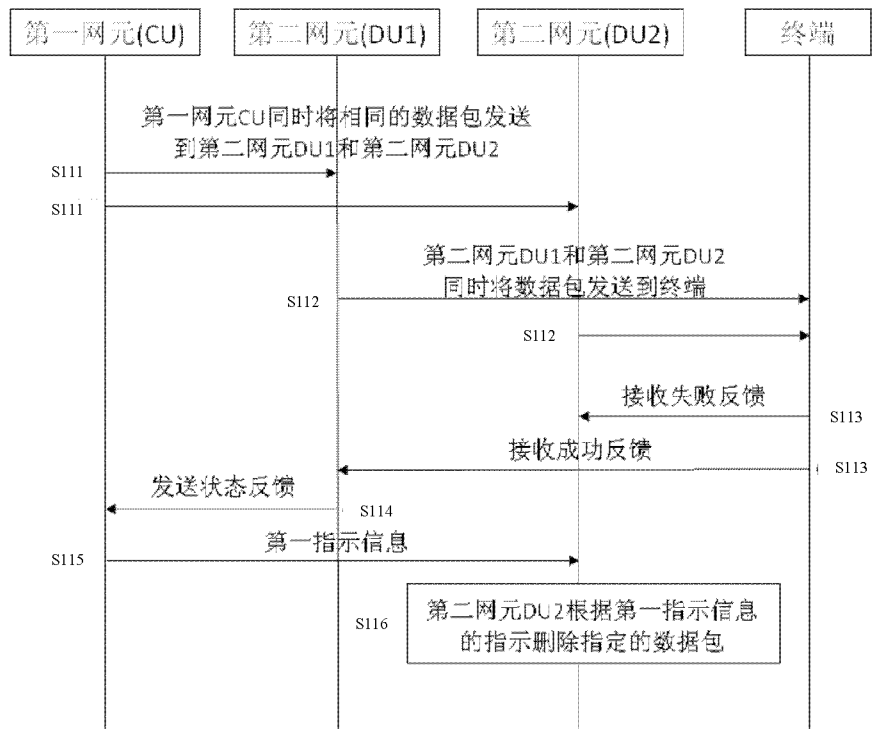 第一网元(CU)
第二网元(DU1)
第二网元(DU2)
终端
第一网元CU同时将相同的数据包发送
到第二网元DU1和第二网元DU2
S111
S111
第二网元DU1和第二网元DU2
同时将数据包发送到终端
S112
S112
接收失败反馈
S113
接收成功反馈
S113
发送状态反馈
S114
第一指示信息
S115
第二网元DU2根据第一指示信息
的指示删除指定的数据包
S116